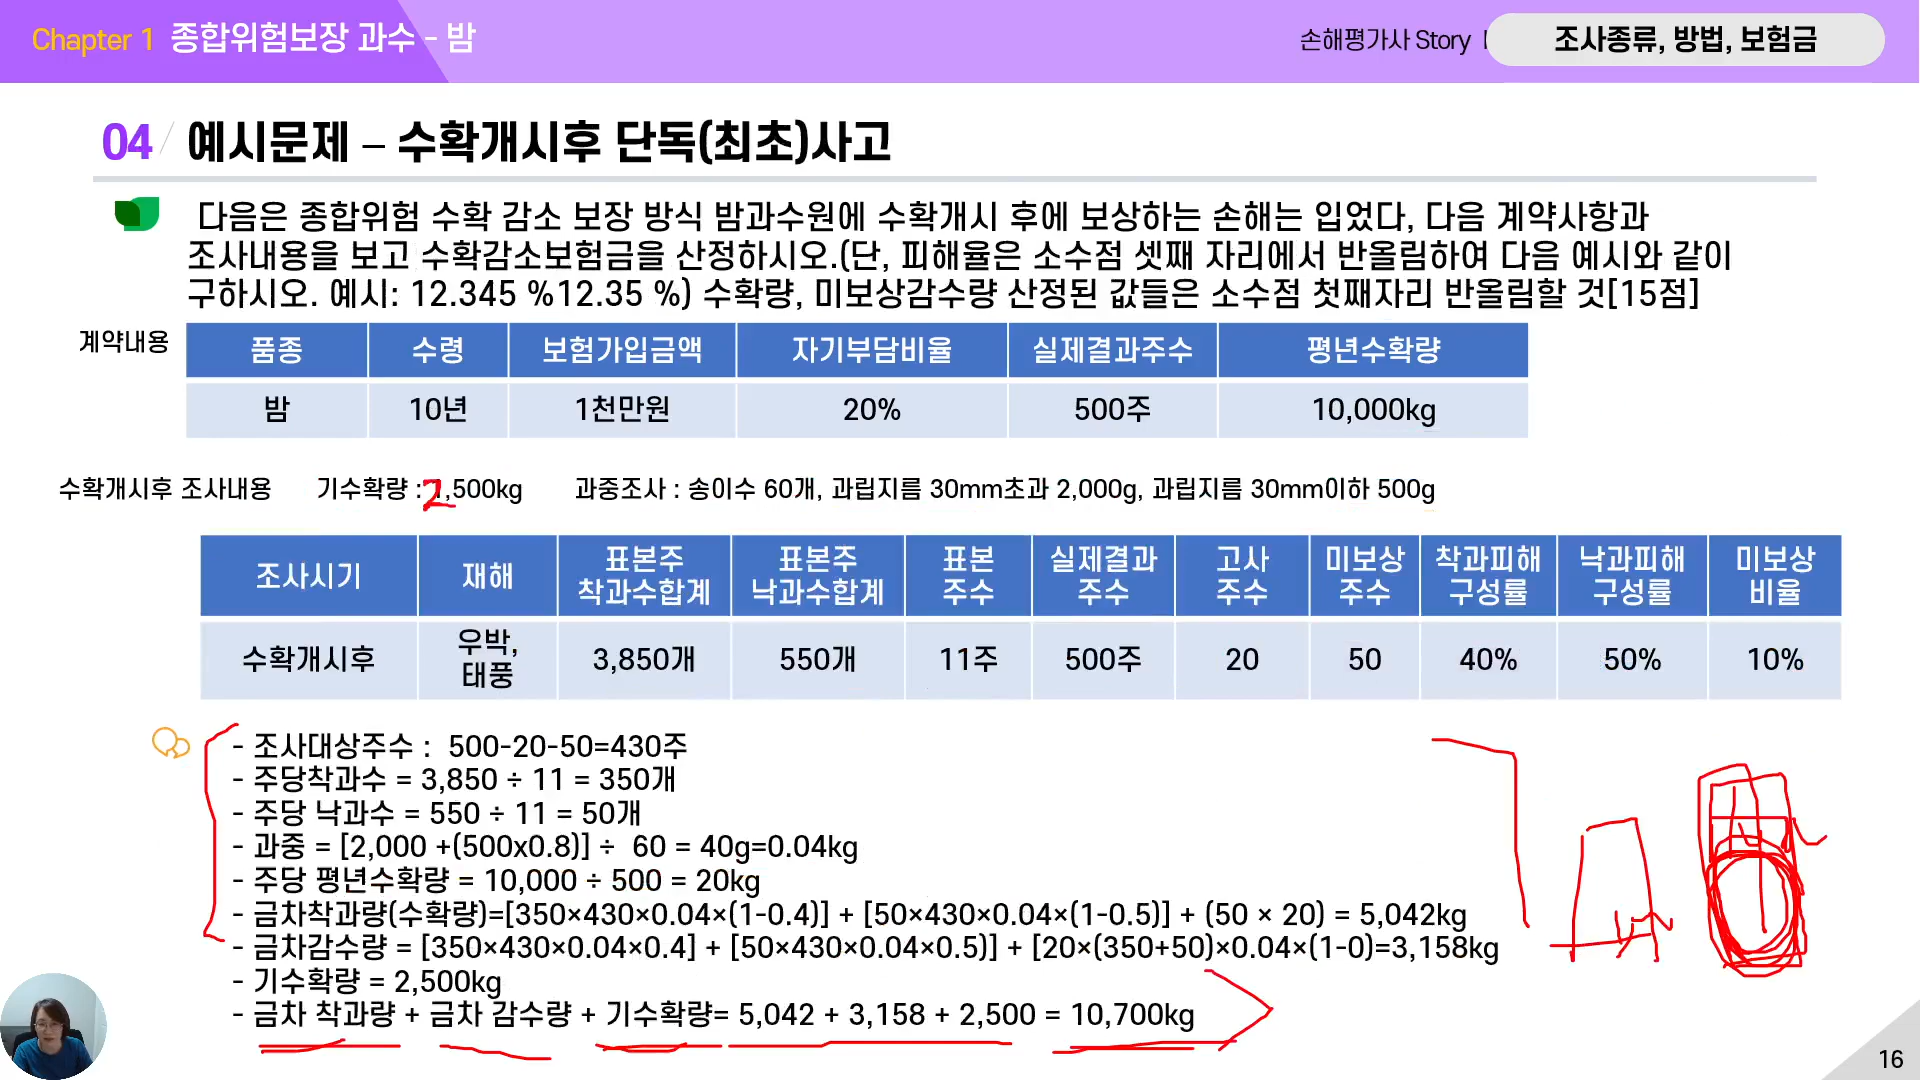 Chapter 1 종합위험보장 과수 - 밤
손해평가사 Story
조사종류, 방법, 보험금
04 예시문제 – 수확개시후 단독(최초)사고
다음은 종합위험 수확 감소 보장 방식 밤과수원에 수확개시 후에 보상하는 손해는 입었다, 다음 계약사항과
조사내용을 보고 수확감소보험금을 산정하시오.(단, 피해율은 소수점 셋째 자리에서 반올림하여 다음 예시와 같이
구하시오. 예시: 12.345 %12.35 %) 수확량, 미보상감수량 산정된 값들은 소수점 첫째자리 반올림할 것[15점]
계약내용
품종 수령 보험가입금액 자기부담비율 실제결과주수 평년수확량
밤 10년 1천만원 20% 500주 10,000kg
수확개시후 조사내용 기수확량 : 2,500kg 과중조사 : 송이수 60개, 과립지름 30mm초과 2,000g, 과립지름 30mm이하 500g
조사시기 재해 표본주 착과수합계 표본주 낙과수합계 표본 주수 실제결과 주수 고사 주수 미보상 주수 착과피해 구성률 낙과피해 구성률 미보상 비율
수확개시후 우박, 태풍 3,850개 550개 11주 500주 20 50 40% 50% 10%
- 조사대상주수 : 500-20-50=430주
- 주당착과수 = 3,850 ÷ 11 = 350개
- 주당 낙과수 = 550 ÷ 11 = 50개
- 과중 = [2,000 +(500x0.8)] ÷ 60 = 40g=0.04kg
- 주당 평년수확량 = 10,000 ÷ 500 = 20kg
- 금차착과량(수확량)=[350×430×0.04×(1-0.4)] + [50×430×0.04×(1-0.5)] + (50 × 20) = 5,042kg
- 금차감수량 = [350×430×0.04×0.4] + [50×430×0.04×0.5)] + [20×(350+50)×0.04×(1-0)=3,158kg
- 기수확량 = 2,500kg
- 금차 착과량 + 금차 감수량 + 기수확량= 5,042 + 3,158 + 2,500 = 10,700kg
16